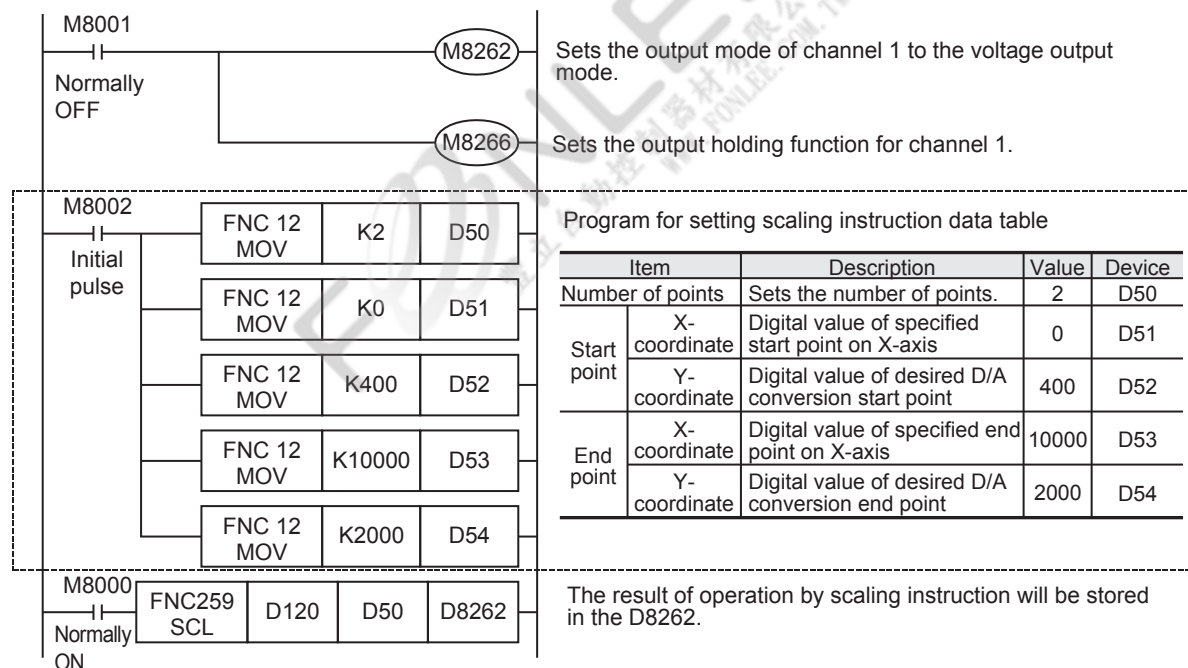 M8001
M8262
Sets the output mode of channel 1 to the voltage output
mode.
Normally
OFF
M8266
Sets the output holding function for channel 1.
M8002
Initial
pulse
FNC 12
MOV
K2
D50
FNC 12
MOV
K0
D51
FNC 12
MOV
K400
D52
FNC 12
MOV
K10000
D53
FNC 12
MOV
K2000
D54
Program for setting scaling instruction data table
Item Description Value Device
Number of points Sets the number of points. 2 D50
Start
point
X-
coordinate
Digital value of specified
start point on X-axis
0
D51
Y-
coordinate
Digital value of desired D/A
conversion start point
400
D52
End
point
X-
coordinate
Digital value of specified end
point on X-axis
10000
D53
Y-
coordinate
Digital value of desired D/A
conversion end point
2000
D54
M8000
Normally
ON
FNC259
SCL
D120
D50
D8262
The result of operation by scaling instruction will be stored
in the D8262.